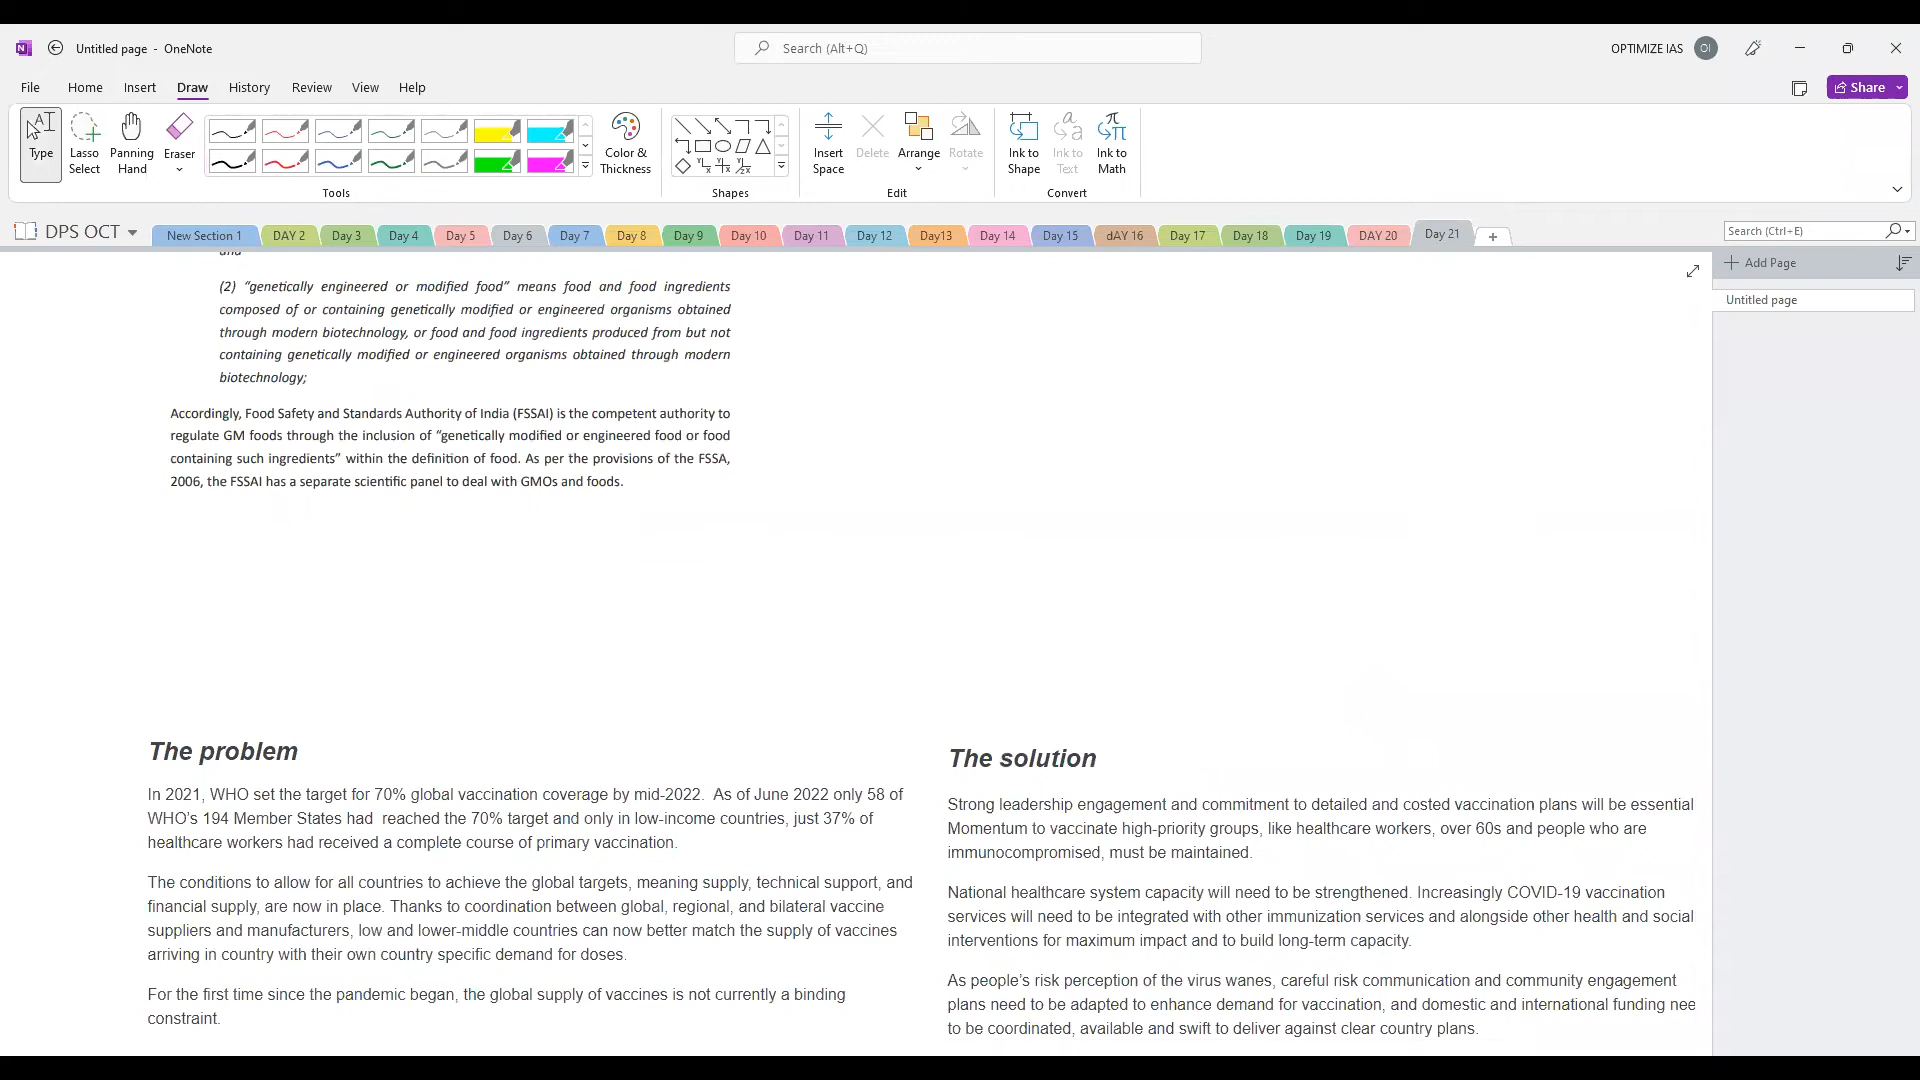 Untitled page - OneNote
Search (Alt+Q)
OPTIMIZE IAS
OI
File
Home
Insert
Draw
History
Review
View
Help
Share
Type
Lasso
Select
Panning
Hand
Eraser
Color &
Thickness
Insert
Space
Delete
Arrange
Rotate
Ink to
Shape
Ink to
Text
Ink to
Math
Tools
Shapes
Edit
Convert
DPS OCT
New Section 1
DAY 2
Day 3
Day 4
Day 5
Day 6
Day 7
Day 8
Day 9
Day 10
Day 11
Day 12
Day13
Day 14
Day 15
dAY 16
Day 17
Day 18
Day 19
DAY 20
Day 21
Search (Ctrl+E)
Add Page
Untitled page
and
(2) “genetically engineered or modified food” means food and food ingredients
composed of or containing genetically modified or engineered organisms obtained
through modern biotechnology, or food and food ingredients produced from but not
containing genetically modified or engineered organisms obtained through modern
biotechnology;
Accordingly, Food Safety and Standards Authority of India (FSSAI) is the competent authority to
regulate GM foods through the inclusion of “genetically modified or engineered food or food
containing such ingredients” within the definition of food. As per the provisions of the FSSA,
2006, the FSSAI has a separate scientific panel to deal with GMOs and foods.
The problem
In 2021, WHO set the target for 70% global vaccination coverage by mid-2022. As of June 2022 only 58 of
WHO’s 194 Member States had reached the 70% target and only in low-income countries, just 37% of
healthcare workers had received a complete course of primary vaccination.
The conditions to allow for all countries to achieve the global targets, meaning supply, technical support, and
financial supply, are now in place. Thanks to coordination between global, regional, and bilateral vaccine
suppliers and manufacturers, low and lower-middle countries can now better match the supply of vaccines
arriving in country with their own country specific demand for doses.
For the first time since the pandemic began, the global supply of vaccines is not currently a binding
constraint.
The solution
Strong leadership engagement and commitment to detailed and costed vaccination plans will be essential
Momentum to vaccinate high-priority groups, like healthcare workers, over 60s and people who are
immunocompromised, must be maintained.
National healthcare system capacity will need to be strengthened. Increasingly COVID-19 vaccination
services will need to be integrated with other immunization services and alongside other health and social
interventions for maximum impact and to build long-term capacity.
As people’s risk perception of the virus wanes, careful risk communication and community engagement
plans need to be adapted to enhance demand for vaccination, and domestic and international funding nee
to be coordinated, available and swift to deliver against clear country plans.